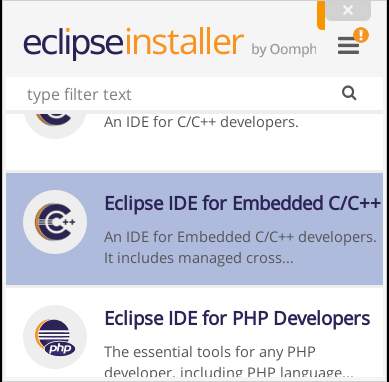 eclipseinstaller by Oomph
!
type filter text
An IDE for C/C++ developers.
C++
Eclipse IDE for Embedded C/C++
An IDE for Embedded C/C++ developers.
It includes managed cross...
php
Eclipse IDE for PHP Developers
The essential tools for any PHP
developer, including PHP language...